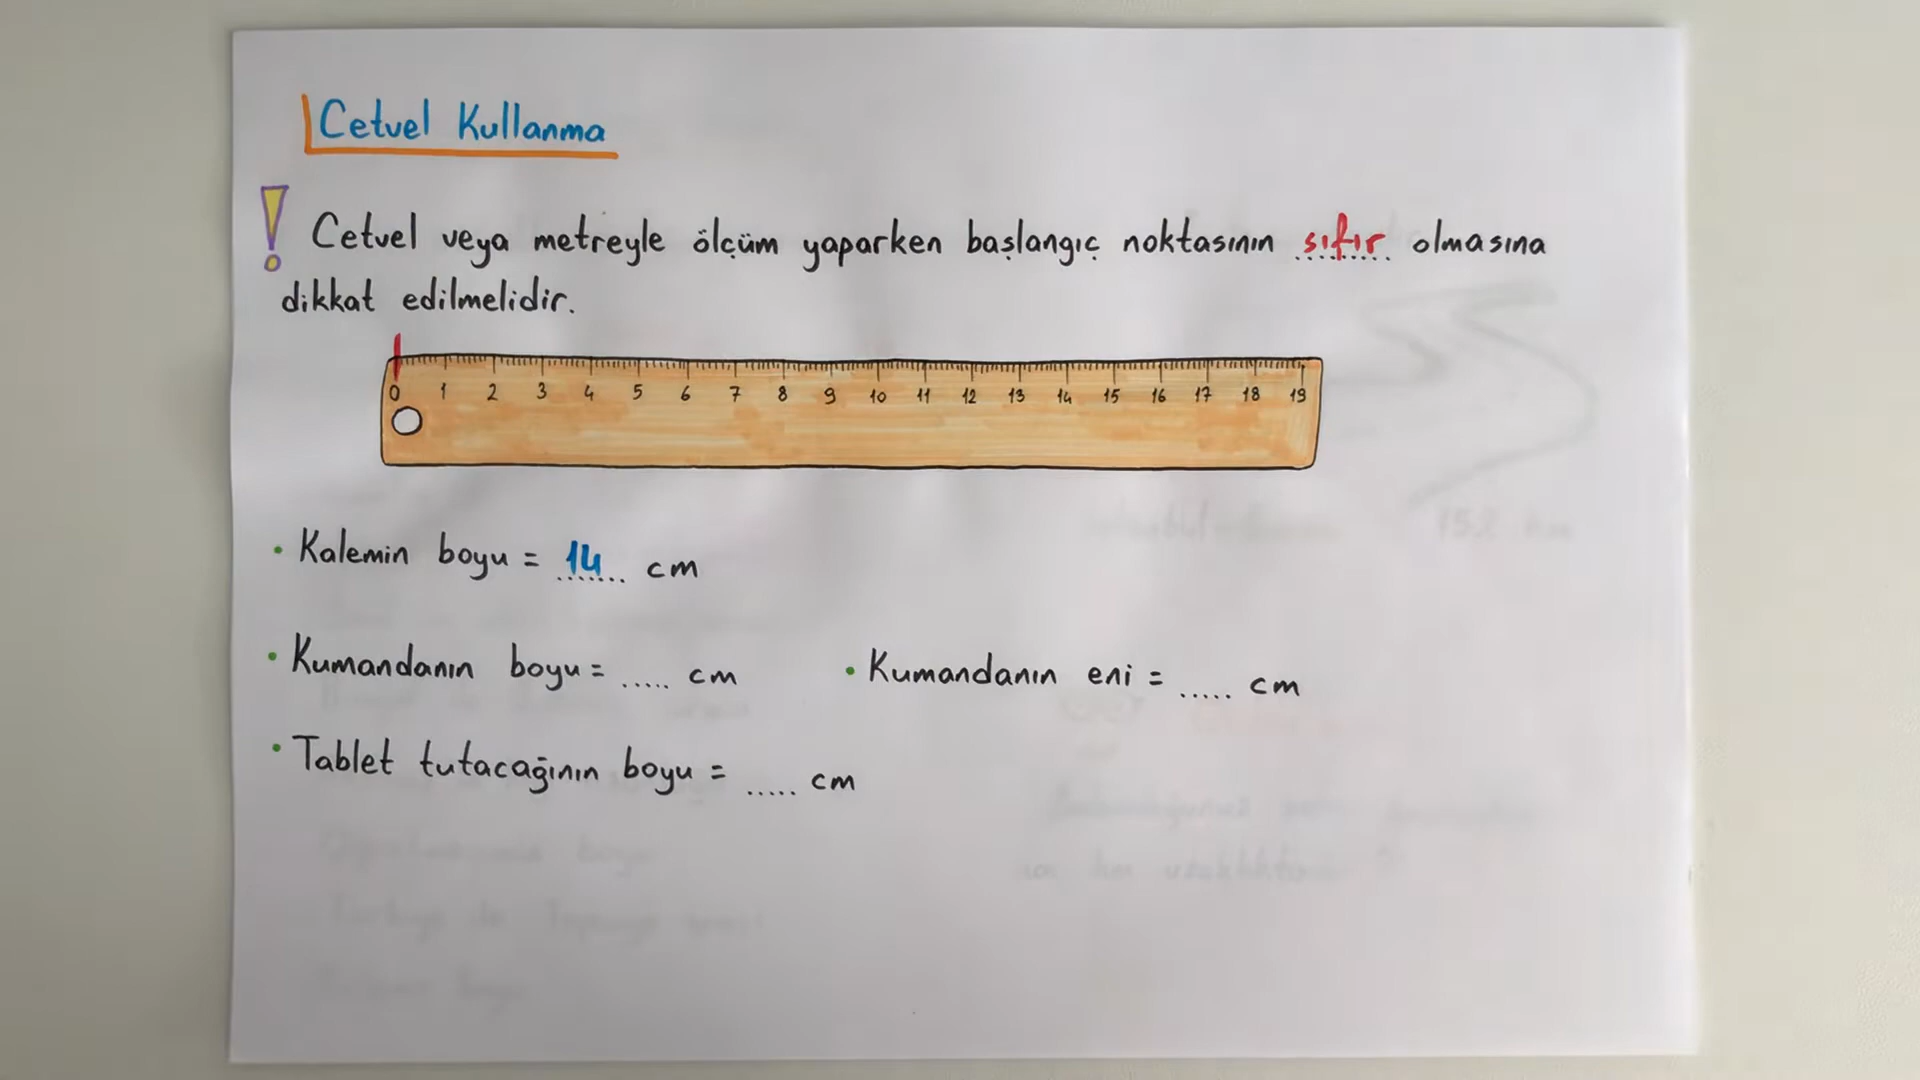 Cetvel Kullanma
! Cetvel veya metreyle ölçüm yaparken başlangıç noktasının sıfır olmasına
dikkat edilmelidir.
0 1 2 3 4 5 6 7 8 9 10 11 12 13 14 15 16 17 18 19
• Kalemin boyu = 14 cm
• Kumandanın boyu = ..... cm • Kumandanın eni = ..... cm
• Tablet tutacağının boyu = ..... cm